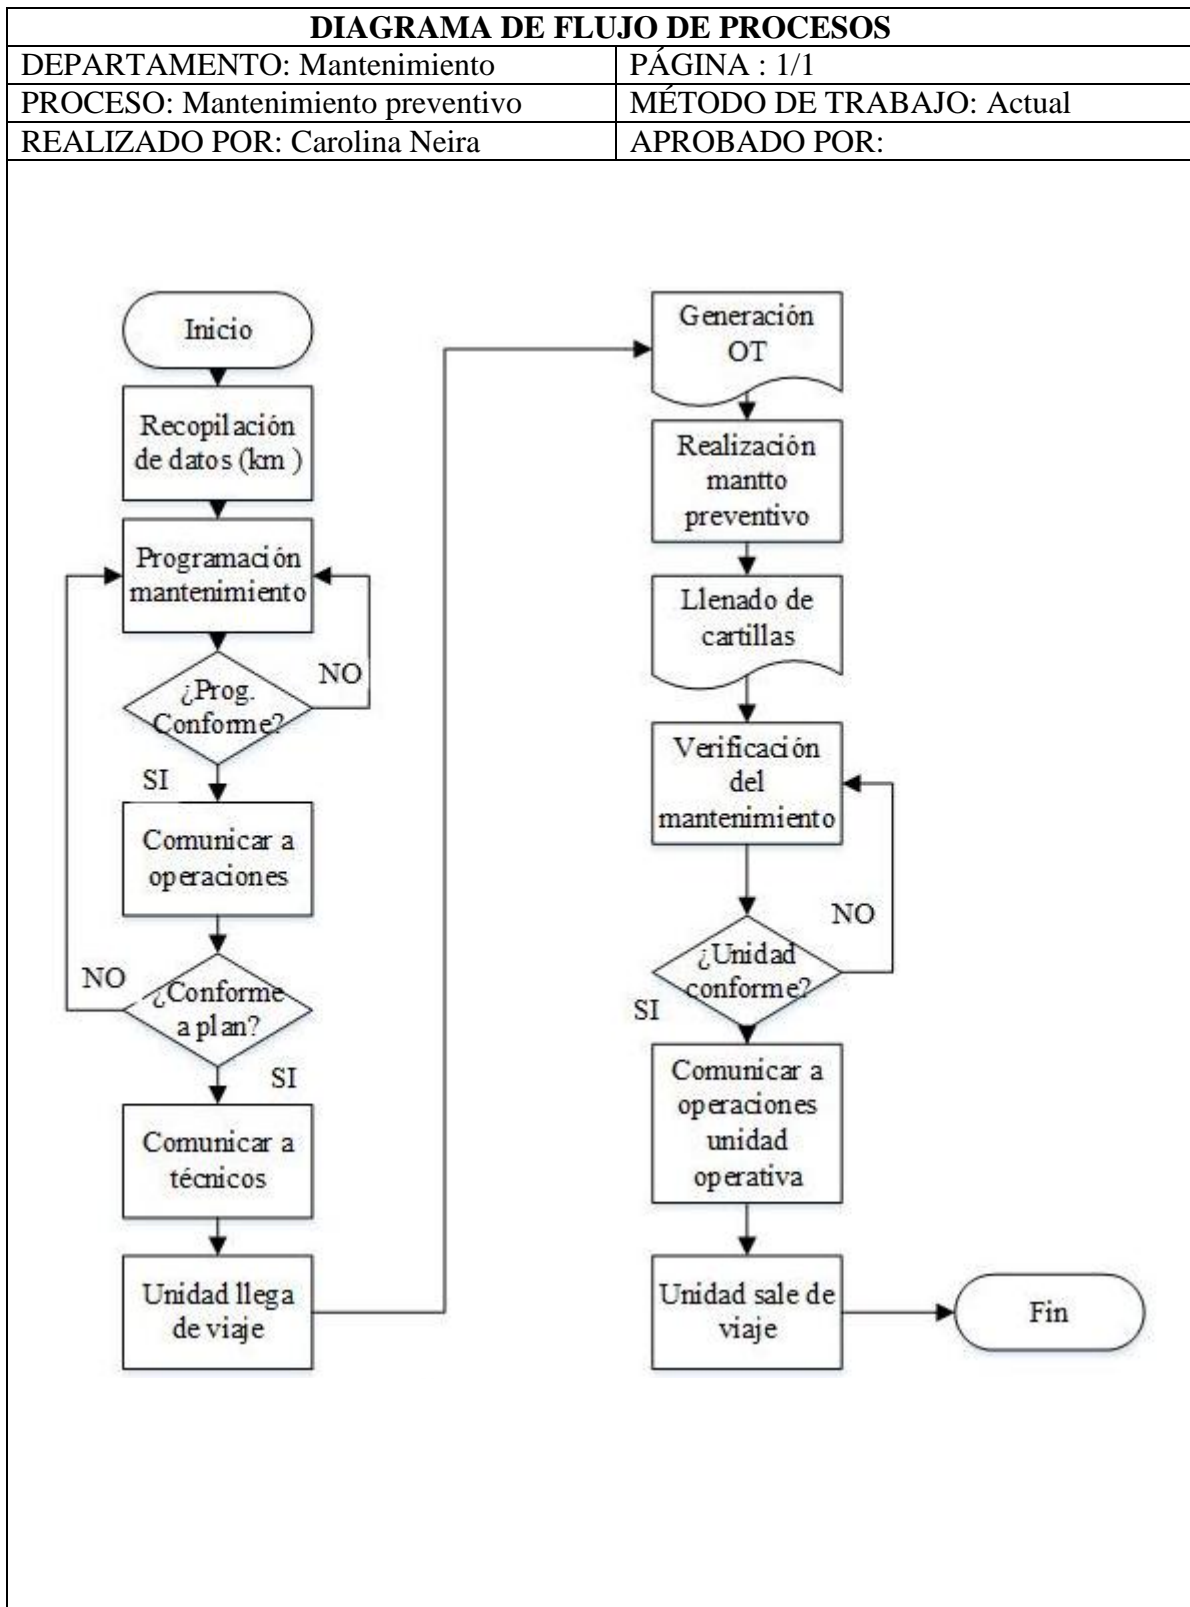 DIAGRAMA DE FLUJO DE PROCESOS
DEPARTAMENTO: Mantenimiento
PÁGINA : 1/1
PROCESO: Mantenimiento preventivo
MÉTODO DE TRABAJO: Actual
REALIZADO POR: Carolina Neira
APROBADO POR:
Inicio
Recopilación
de datos (km )
Programación
mantenimiento
NO
¿Prog.
Conforme?
SI
Comunicar a
operaciones
NO
¿Conforme
a plan?
SI
Comunicar a
técnicos
Unidad llega
de viaje
Generación
OT
Realización
mantto
preventivo
Llenado de
cartillas
Verificación
del
mantenimiento
NO
¿Unidad
conforme?
SI
Comunicar a
operaciones
unidad
operativa
Unidad sale de
viaje
Fin